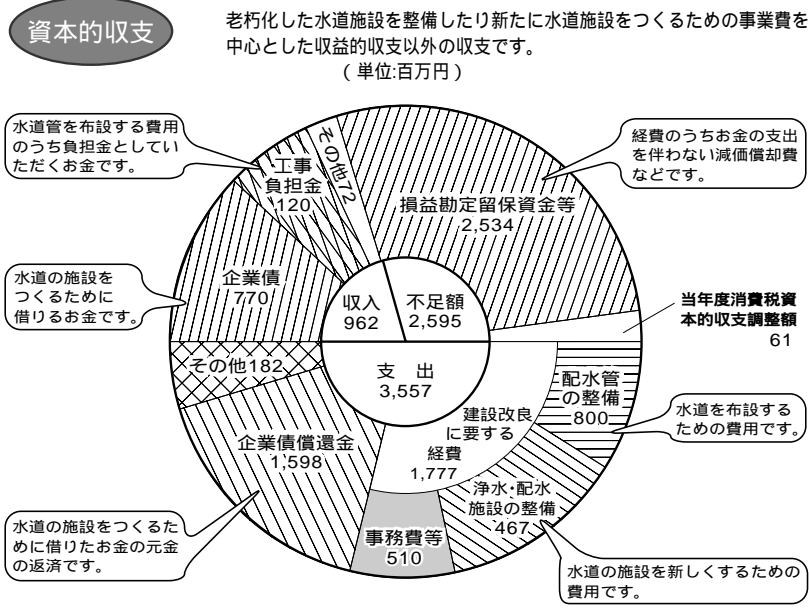 資本的収支
老朽化した水道施設を整備したり新たに水道施設をつくるための事業費を
中心とした収益的収支以外の収支です。
(単位:百万円)
水道管を布設する費用
のうち負担金としてい
ただくお金です。
工事
負担金
120
その他72
経費のうちお金の支出
を伴わない減価償却費
などです。
損益勘定留保資金等
2,534
水道の施設を
つくるために
借りるお金です。
企業債
770
収入
962
不足額
2,595
当年度消費税資
本的収支調整額
61
その他182
支 出
3,557
配水管
の整備
800
水道を布設する
ための費用です。
建設改良
に要する
経費
1,777
企業債償還金
1,598
浄水・配水
施設の整備
467
水道の施設をつくるた
めに借りたお金の元金
の返済です。
事務費等
510
水道の施設を新しくするための
費用です。